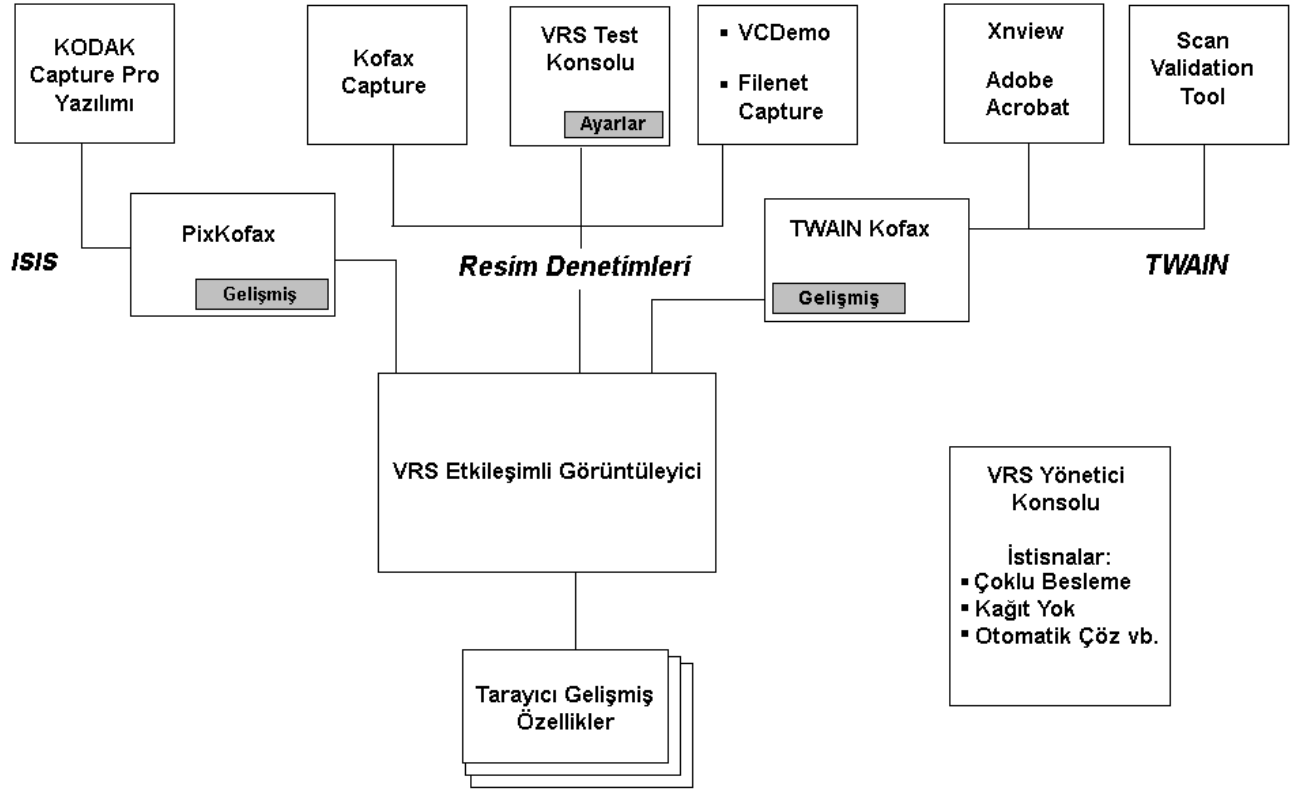 KODAK
Capture Pro
Yazılımı
Kofax
Capture
VRS Test
Konsolu
Ayarlar
▪ VCDemo
▪ Filenet
Capture
Xnview
Adobe
Acrobat
Scan
Validation
Tool
PixKofax
Gelişmiş
TWAIN Kofax
Gelişmiş
ISIS
Resim Denetimleri
TWAIN
VRS Etkileşimli Görüntüleyici
VRS Yönetici
Konsolu
İstisnalar:
▪ Çoklu Besleme
▪ Kağıt Yok
▪ Otomatik Çöz vb.
Tarayıcı Gelişmiş
Özellikler